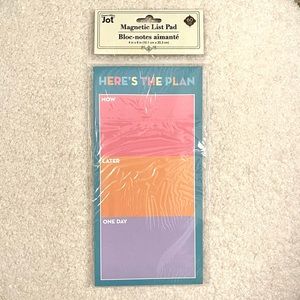 Jot
Magnetic List Pad
Bloc-notes aimanté
HERE'S THE PLAN
NOW
LATER
ONE DAY